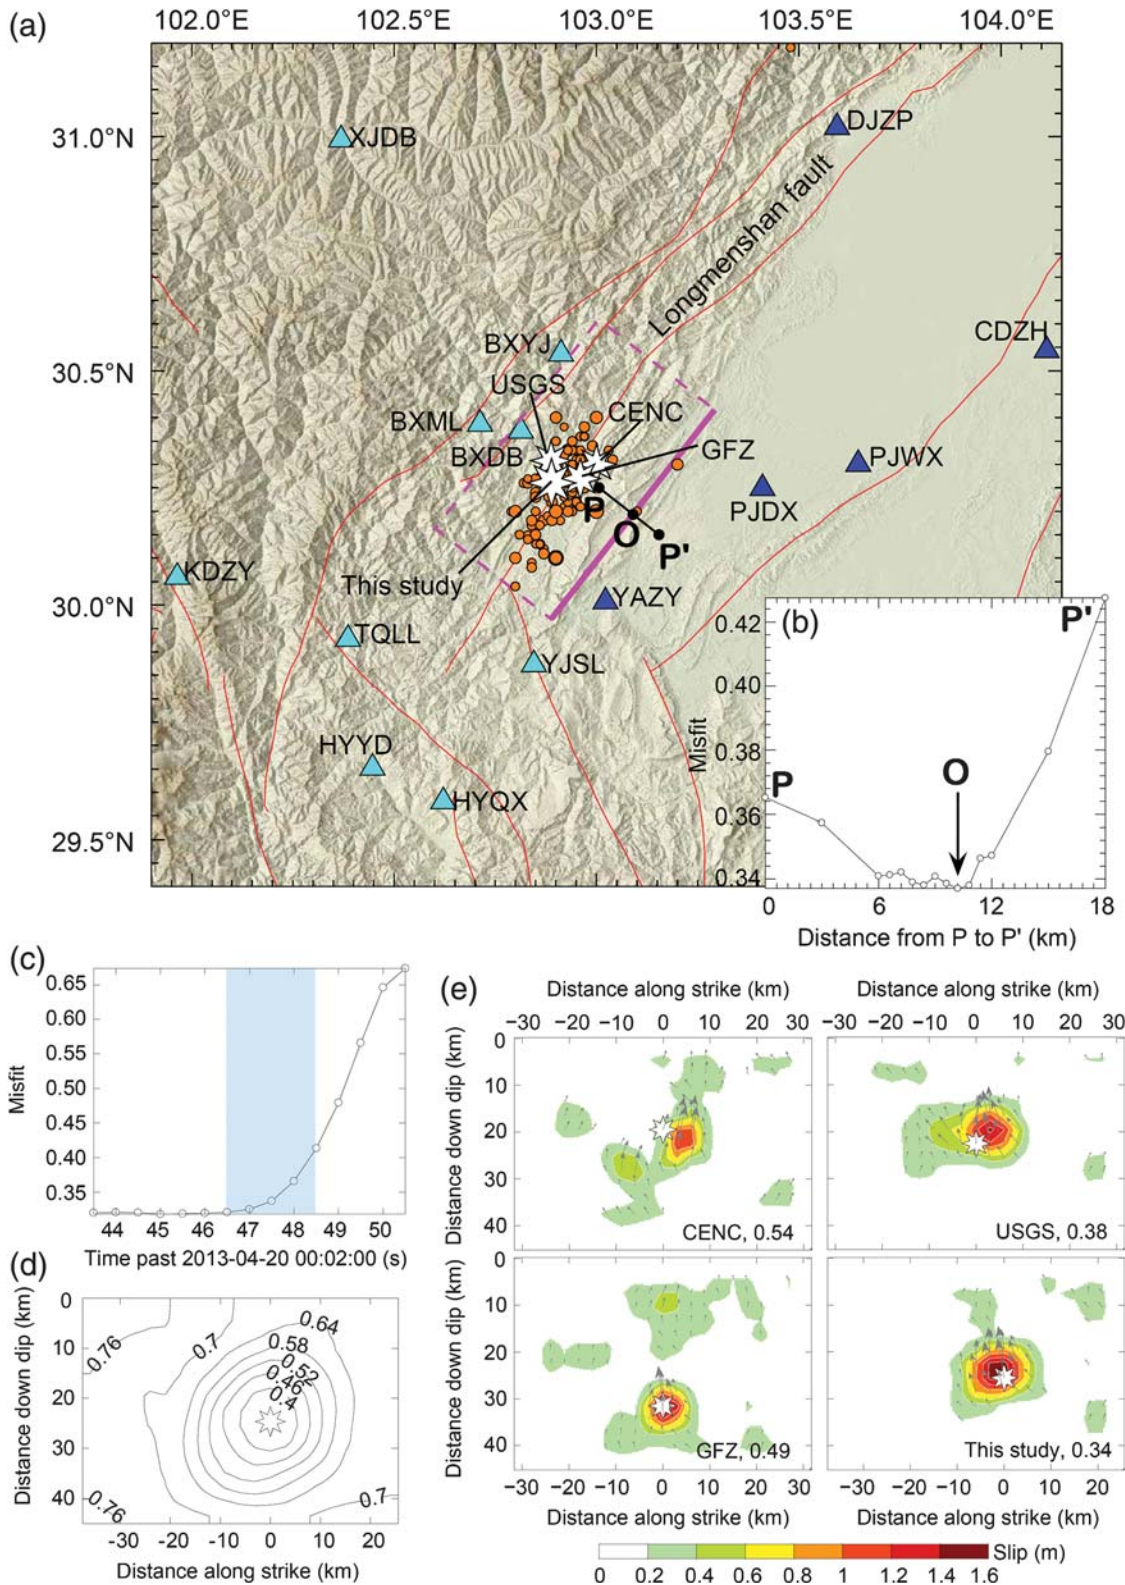 (a)
102.0°E 102.5°E 103.0°E 103.5°E 104.0°E
31.0°N
30.5°N
30.0°N
29.5°N
XJDB
DJZP
Longmenshan fault
CDZH
BXYJ
USGS
BXML
CENC
BXDB
GFZ
PJWX
PJDX
P
O
P'
This study
KDZY
YAZY
TQLL
YJSL
HYYD
HYQX
(b)
P'
0.42
0.40
0.38
0.36
0.34
Misfit
P
O
0 6 12 18
Distance from P to P' (km)
(c)
0.65
0.60
0.55
0.50
0.45
0.40
0.35
Misfit
44 45 46 47 48 49 50
Time past 2013-04-20 00:02:00 (s)
(d)
0
10
20
30
40
Distance down dip (km)
0.64
0.58
0.52
0.46
0.4
0.7
0.76
0.76
0.7
-30 -20 -10 0 10 20
Distance along strike (km)
(e)
Distance along strike (km)
−30 −20 −10 0 10 20 30
Distance along strike (km)
−30 −20 −10 0 10 20 30
0
10
20
30
40
Distance down dip (km)
CENC, 0.54
USGS, 0.38
0
10
20
30
40
Distance down dip (km)
GFZ, 0.49
This study, 0.34
−30 −20 −10 0 10 20 30
Distance along strike (km)
−30 −20 −10 0 10 20 30
Distance along strike (km)
Slip (m)
0 0.2 0.4 0.6 0.8 1 1.2 1.4 1.6